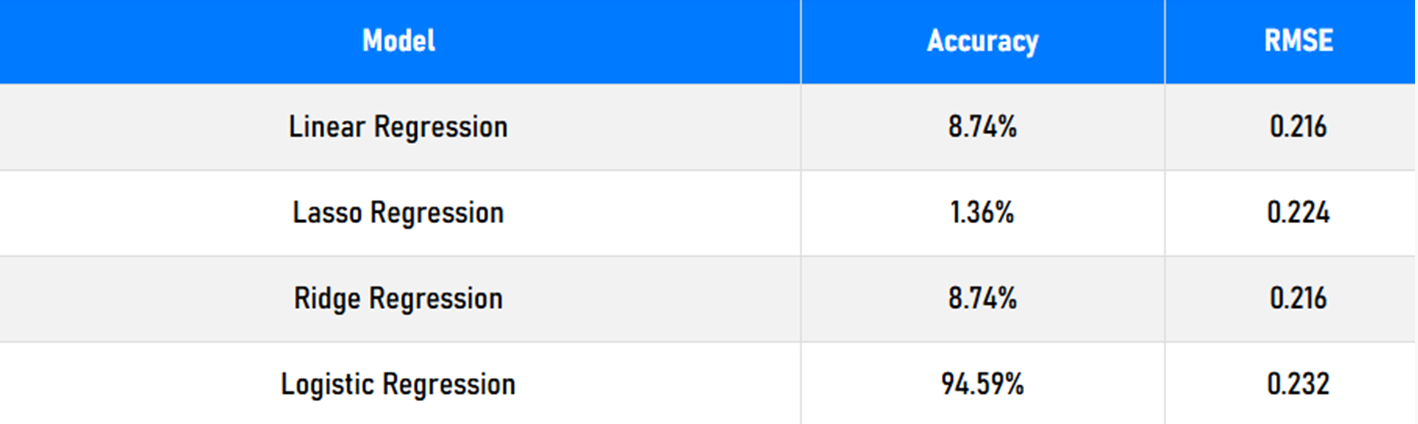 Model Accuracy RMSE
Linear Regression 8.74% 0.216
Lasso Regression 1.36% 0.224
Ridge Regression 8.74% 0.216
Logistic Regression 94.59% 0.232